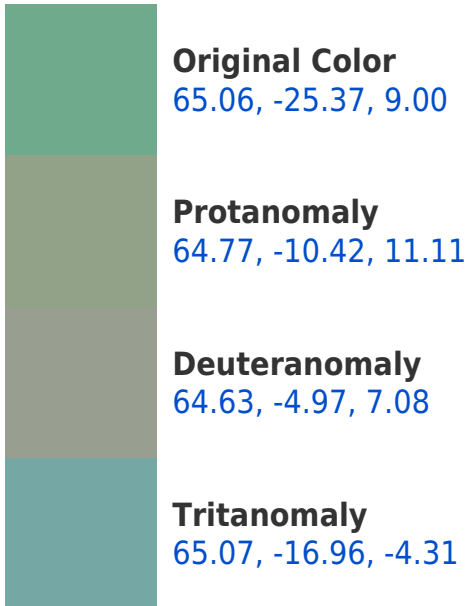 Original Color
65.06, -25.37, 9.00
Protanomaly
64.77, -10.42, 11.11
Deuteranomaly
64.63, -4.97, 7.08
Tritanomaly
65.07, -16.96, -4.31